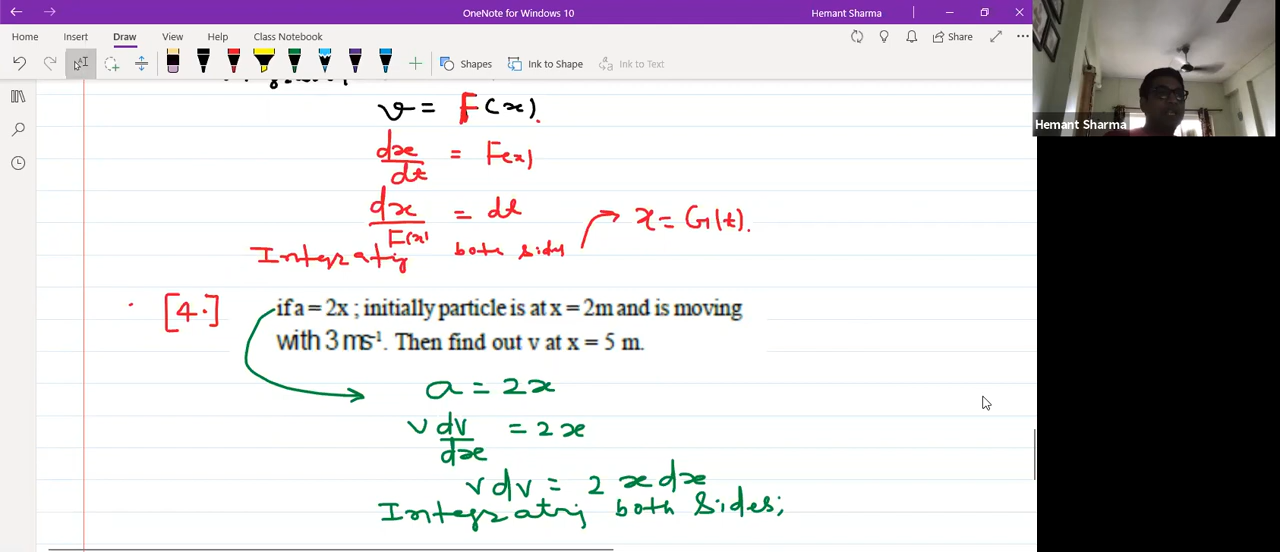 OneNote for Windows 10
Hemant Sharma
Home Insert Draw View Help Class Notebook
Share
Shapes Ink to Shape Ink to Text
Hemant Sharma
v = F(x).
dx/dt = F(x)
dx/F(x) = dt
x = G(t).
Integrating both sides
[4.] if a = 2x ; initially particle is at x = 2m and is moving
with 3 ms⁻¹. Then find out v at x = 5 m.
a = 2x
v dv/dx = 2x
v dv = 2 x dx
Integrating both sides;